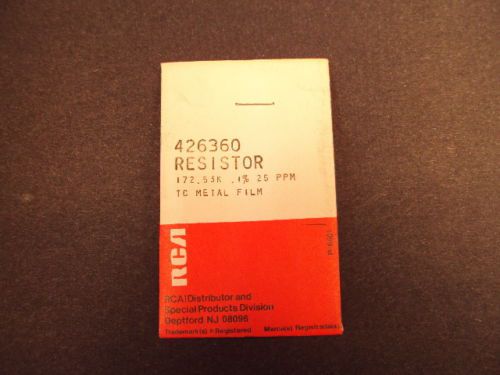 426360
RESISTOR
172.53K .1% 25 PPM
TC METAL FILM
RCA
RCA|Distributor and
Special Products Division
Deptford NJ 08096
Trademark(s) ® Registered Marca(s) Registradas